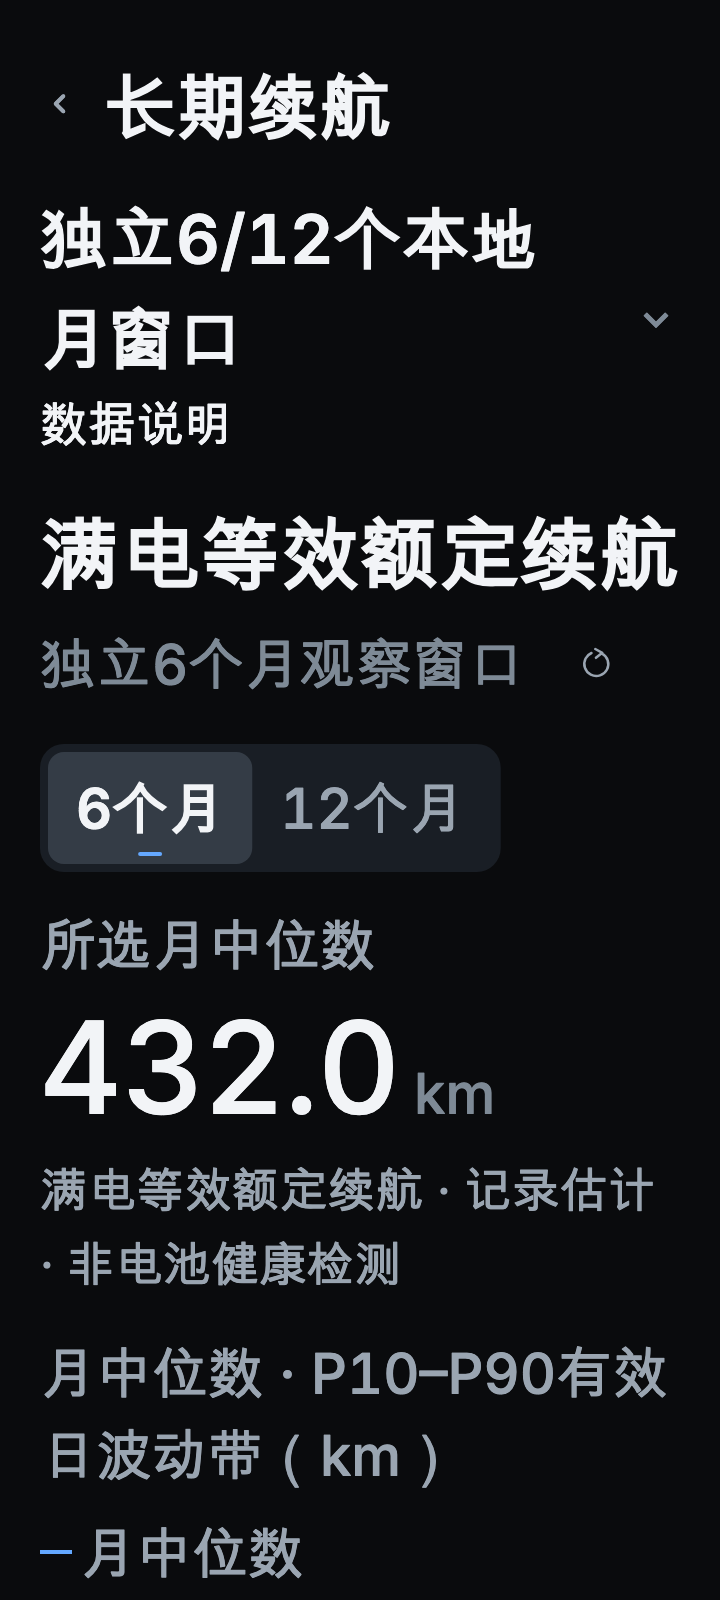 长期续航
独立6/12个本地
月窗口
数据说明
满电等效额定续航
独立6个月观察窗口
6个月
12个月
所选月中位数
432.0 km
满电等效额定续航 · 记录估计
· 非电池健康检测
月中位数 · P10–P90有效
日波动带（km）
月中位数